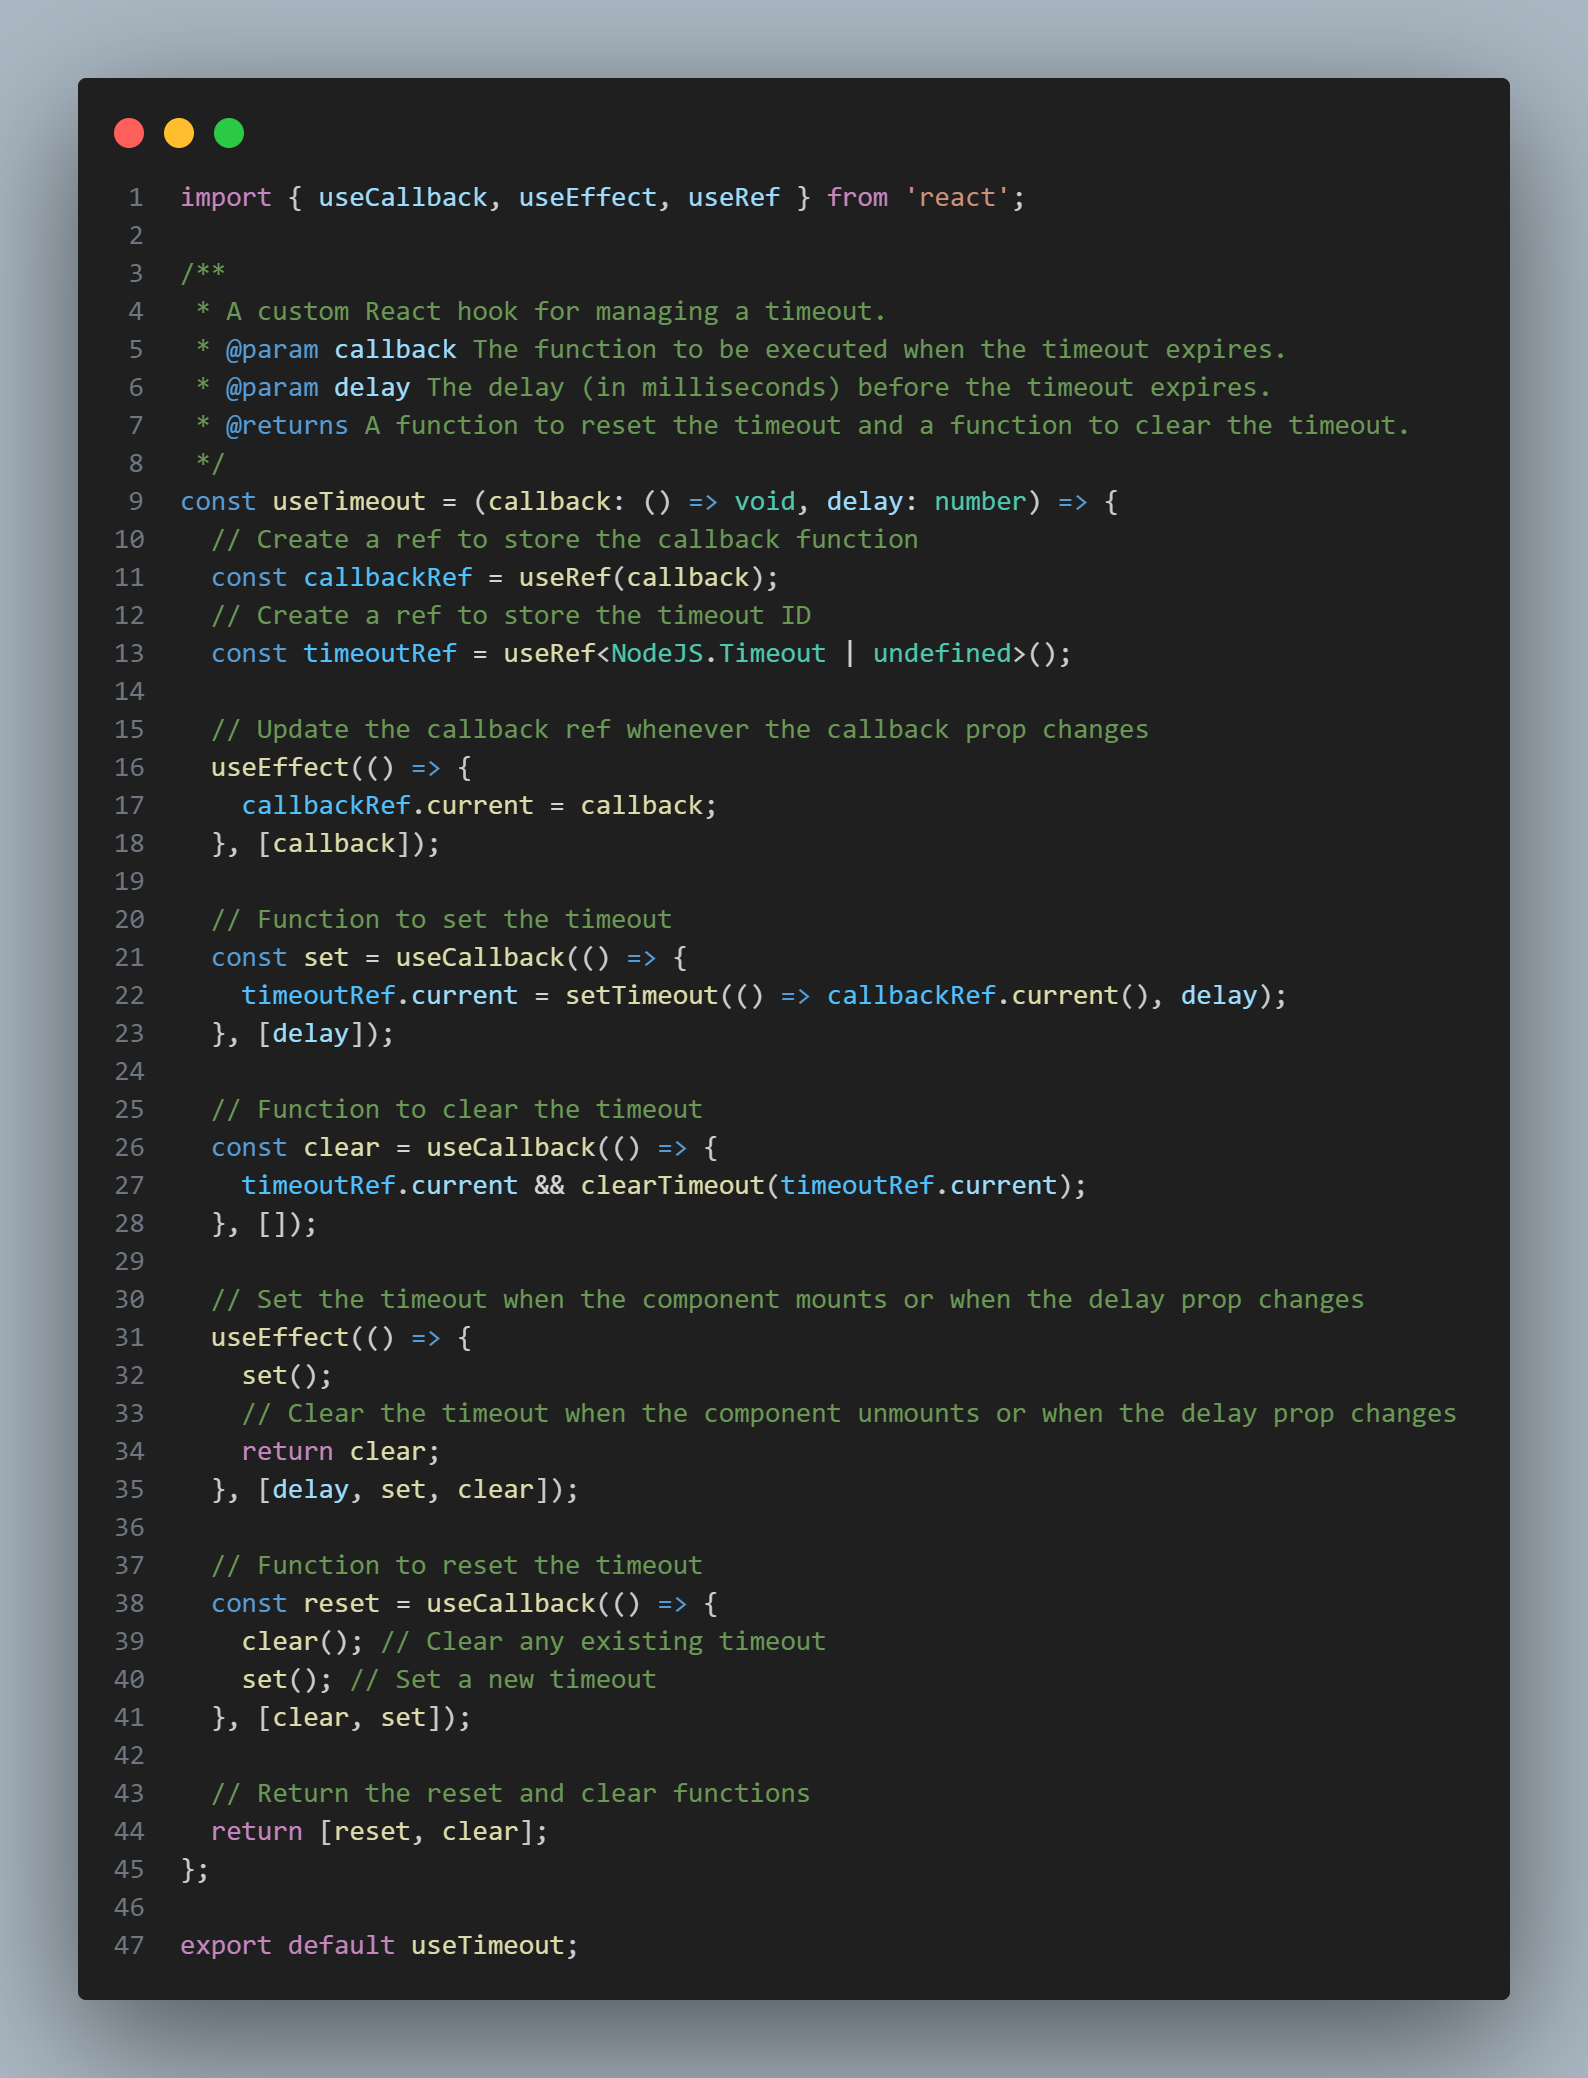 1 import { useCallback, useEffect, useRef } from 'react';
2
3 /**
4  * A custom React hook for managing a timeout.
5  * @param callback The function to be executed when the timeout expires.
6  * @param delay The delay (in milliseconds) before the timeout expires.
7  * @returns A function to reset the timeout and a function to clear the timeout.
8  */
9 const useTimeout = (callback: () => void, delay: number) => {
10   // Create a ref to store the callback function
11   const callbackRef = useRef(callback);
12   // Create a ref to store the timeout ID
13   const timeoutRef = useRef<NodeJS.Timeout | undefined>();
14
15   // Update the callback ref whenever the callback prop changes
16   useEffect(() => {
17     callbackRef.current = callback;
18   }, [callback]);
19
20   // Function to set the timeout
21   const set = useCallback(() => {
22     timeoutRef.current = setTimeout(() => callbackRef.current(), delay);
23   }, [delay]);
24
25   // Function to clear the timeout
26   const clear = useCallback(() => {
27     timeoutRef.current && clearTimeout(timeoutRef.current);
28   }, []);
29
30   // Set the timeout when the component mounts or when the delay prop changes
31   useEffect(() => {
32     set();
33     // Clear the timeout when the component unmounts or when the delay prop changes
34     return clear;
35   }, [delay, set, clear]);
36
37   // Function to reset the timeout
38   const reset = useCallback(() => {
39     clear(); // Clear any existing timeout
40     set(); // Set a new timeout
41   }, [clear, set]);
42
43   // Return the reset and clear functions
44   return [reset, clear];
45 };
46
47 export default useTimeout;